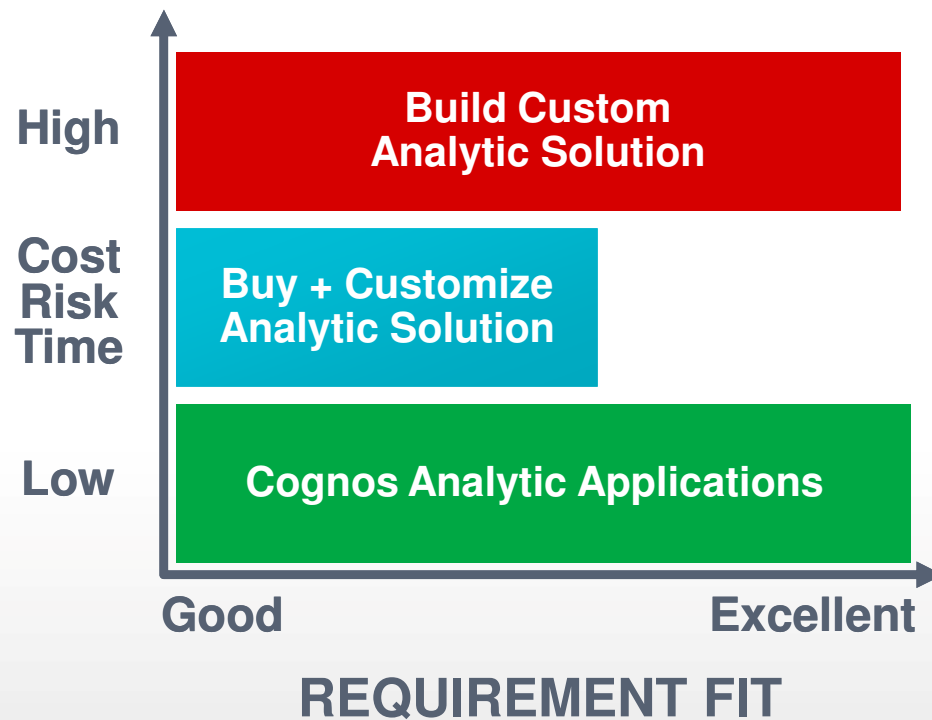 High
Build Custom
Analytic Solution
Cost
Risk
Time
Buy + Customize
Analytic Solution
Low
Cognos Analytic Applications
Good
Excellent
REQUIREMENT FIT